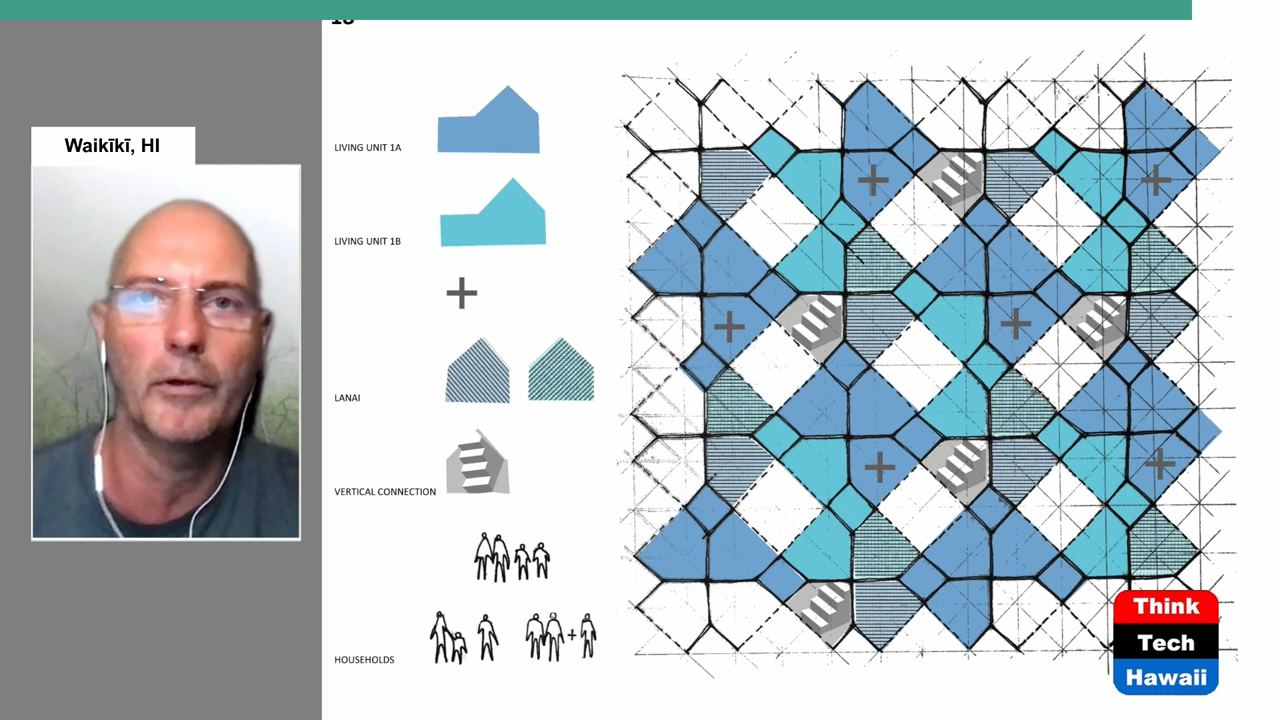 Waikīkī, HI
LIVING UNIT 1A
LIVING UNIT 1B
LANAI
VERTICAL CONNECTION
HOUSEHOLDS
Think
Tech
Hawaii